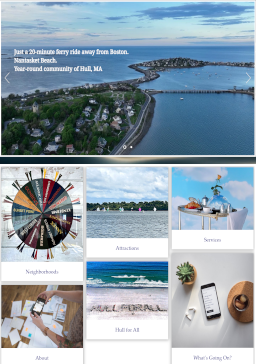 Just a 20-minute ferry ride away from Boston.
Nantasket Beach.
Year-round community of Hull, MA
Neighborhoods
Attractions
Services
About
Hull for All
What's Going On?